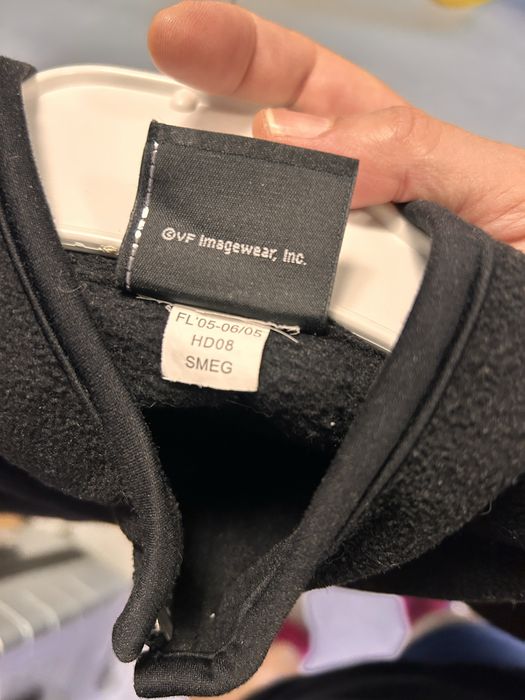 ©VF Imagewear, Inc.
FL'05-06/05
HD08
SMEG